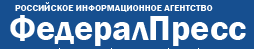 РОССИЙСКОЕ ИНФОРМАЦИОННОЕ АГЕНТСТВО
ФедералПресс